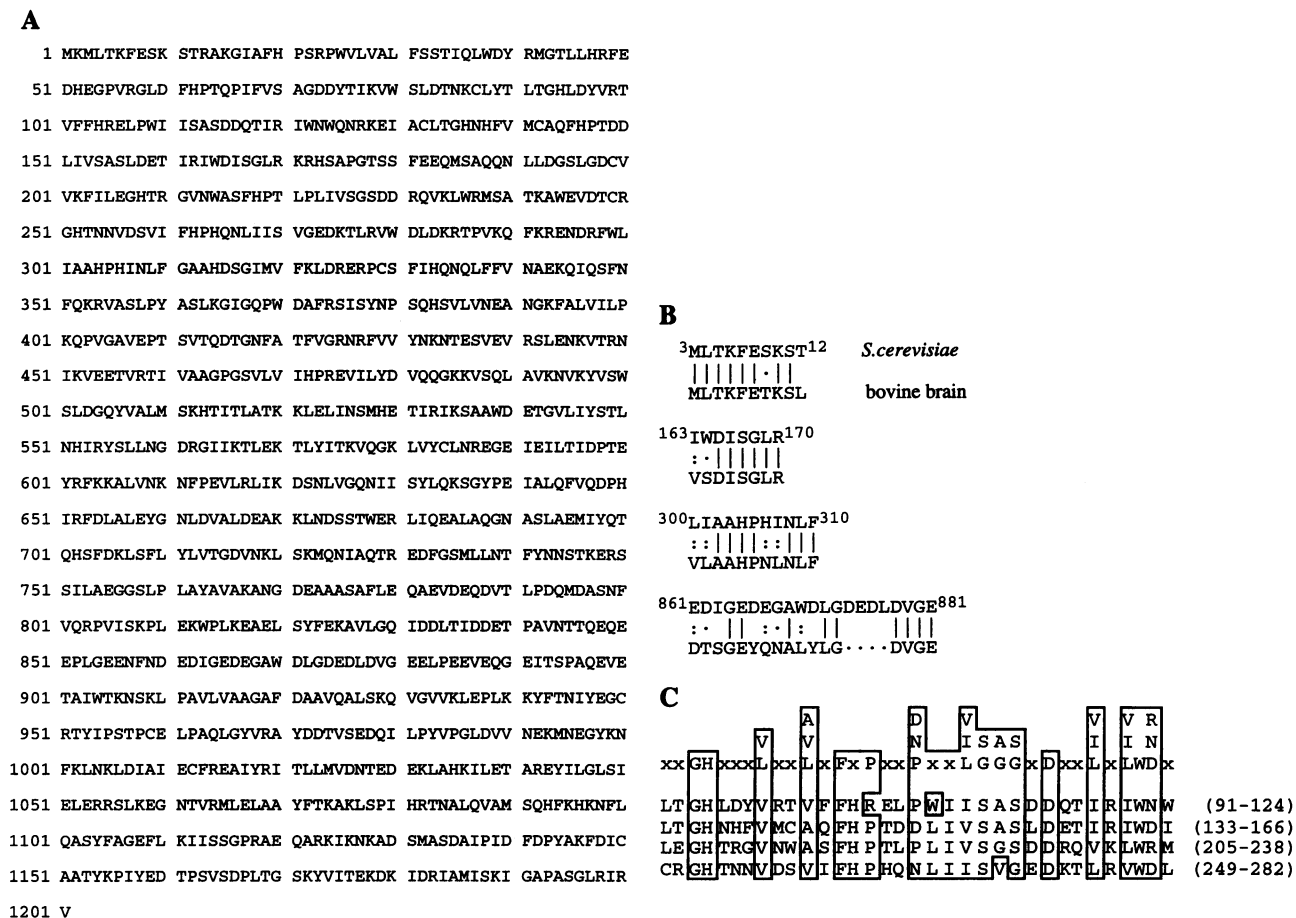 A
1 MKMLTKFESK STRAKGIAFH PSRPWVLVAL FSSTIQLWDY RMGTLLHRFE
51 DHEGPVRGLD FHPTQPIFVS AGDDYTIKVW SLDTNKCLYT LTGHLDYVRT
101 VFFHRELPWI ISASDDQTIR IWNWQNRKEI ACLTGHNHFV MCAQFHPTDD
151 LIVSASLDET IRIWDISGLR KRHSAPGTSS FEEQMSAQQN LLDGSLGDCV
201 VKFILEGHTR GVNWASFHPT LPLIVSGSDD RQVKLWRMSA TKAWEVDTCR
251 GHTNNVDSVI FHPHQNLIIS VGEDKTLRVW DLDKRTPVKQ FKRENDRFWL
301 IAAHPHINLF GAAHDSGIMV FKLDRERPCS FIHQNQLFFV NAEKQIQSFN
351 FQKRVASLPY ASLKGIGQPW DAFRSISYNP SQHSVLVNEA NGKFALVILP
401 KQPVGAVEPT SVTQDTGNFA TFVGRNRFVV YNKNTESVEV RSLENKVTRN
451 IKVEETVRTI VAAGPGSVLV IHPREVILYD VQQGKKVSQL AVKNVKYVSW
501 SLDGQYVALM SKHTITLATK KLELINSMHE TIRIKSAAWD ETGVLIYSTL
551 NHIRYSLLNG DRGIIKTLEK TLYITKVQGK LVYCLNREGE IEILTIDPTE
601 YRFKKALVNK NFPEVLRLIK DSNLVGQNII SYLQKSGYPE IALQFVQDPH
651 IRFDLALEYG NLDVALDEAK KLNDSSTWER LIQEALAQGN ASLAEMIYQT
701 QHSFDKLSFL YLVTGDVNKL SKMQNIAQTR EDFGSMLLNT FYNNSTKERS
751 SILAEGGSLP LAYAVAKANG DEAAASAFLE QAEVDEQDVT LPDQMDASNF
801 VQRPVISKPL EKWPLKEAEL SYFEKAVLGQ IDDLTIDDET PAVNTTQEQE
851 EPLGEENFND EDIGEDEGAW DLGDEDLDVG EELPEEVEQG EITSPAQEVE
901 TAIWTKNSKL PAVLVAAGAF DAAVQALSKQ VGVVKLEPLK KYFTNIYEGC
951 RTYIPSTPCE LPAQLGYVRA YDDTVSEDQI LPYVPGLDVV NEKMNEGYKN
1001 FKLNKLDIAI ECFREAIYRI TLLMVDNTED EKLAHKILET AREYILGLSI
1051 ELERRSLKEG NTVRMLELAA YFTKAKLSPI HRTNALQVAM SQHFKHKNFL
1101 QASYFAGEFL KIISSGPRAE QARKIKNKAD SMASDAIPID FDPYAKFDIC
1151 AATYKPIYED TPSVSDPLTG SKYVITEKDK IDRIAMISKI GAPASGLRIR
1201 V
B
3MLTKFESKST12 S.cerevisiae
||||||·||
MLTKFETKSL bovine brain
163IWDISGLR170
:·||||||
VSDISGLR
300LIAAHPHINLF310
::||||::|||
VLAAHPNLNLF
861EDIGEDEGAWDLGDEDLDVGE881
:· || :·|: || ||||
DTSGEYQNALYLG····DVGE
C
A D V V V R
V V N I S A S I I N
xxGHxxxLxxLxFxPxxPxxLGGGxDxxLxLWDx
LTGHLDYVRTVFFHRELPWIISASDDQTIRIWNW (91-124)
LTGHNHFVMCAQFHPTDDLIVSASLDETIRIWDI (133-166)
LEGHTRGVNWASFHPTLPLIVSGSDDRQVKLWRM (205-238)
CRGHTNNVDSVIFHPHQNLIISVGEDKTLRVWDL (249-282)